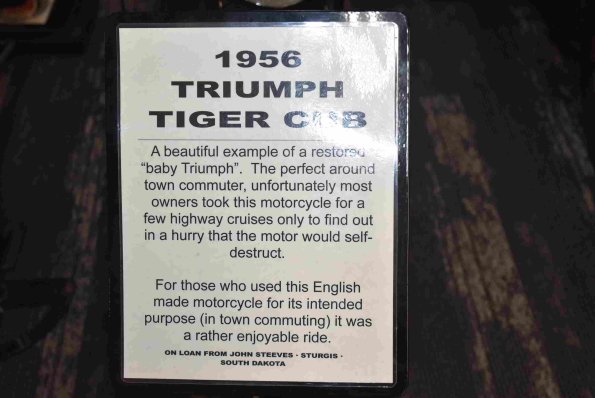 1956
TRIUMPH
TIGER CUB
A beautiful example of a restored
“baby Triumph”. The perfect around
town commuter, unfortunately most
owners took this motorcycle for a
few highway cruises only to find out
in a hurry that the motor would self-
destruct.
For those who used this English
made motorcycle for its intended
purpose (in town commuting) it was
a rather enjoyable ride.
ON LOAN FROM JOHN STEEVES · STURGIS ·
SOUTH DAKOTA